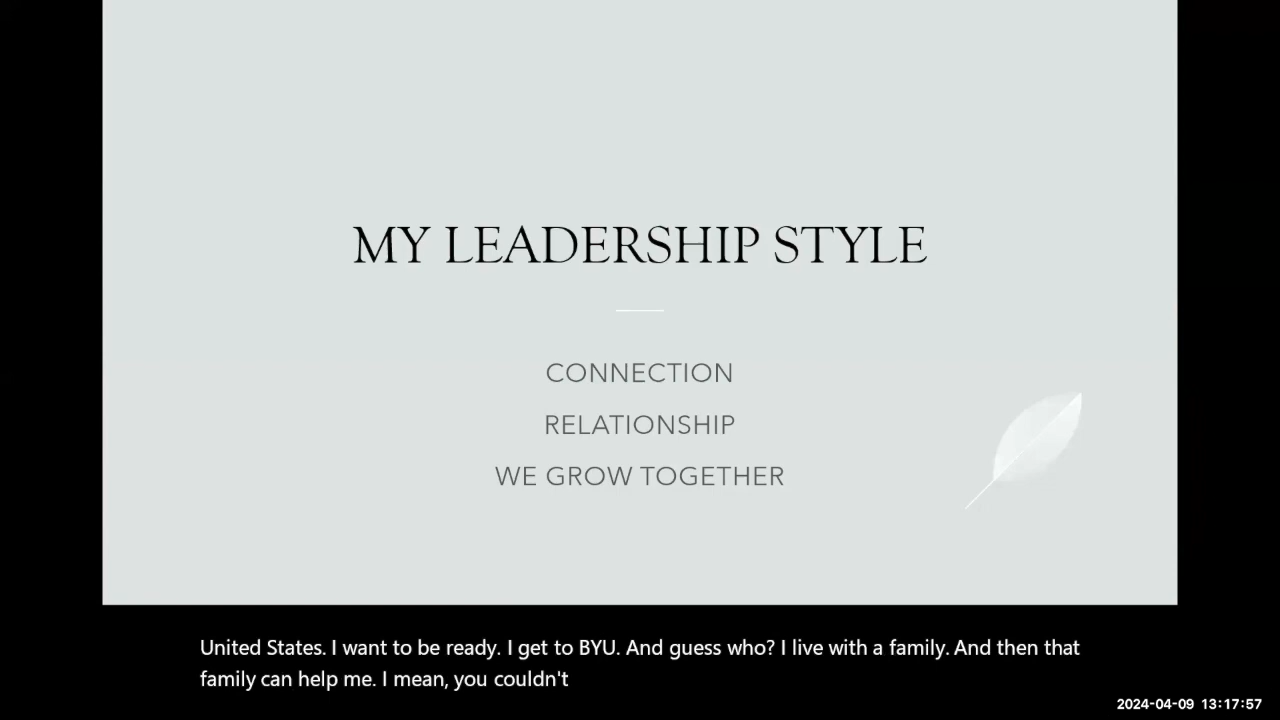 MY LEADERSHIP STYLE
CONNECTION
RELATIONSHIP
WE GROW TOGETHER
United States. I want to be ready. I get to BYU. And guess who? I live with a family. And then that
family can help me. I mean, you couldn't
2024-04-09 13:17:57